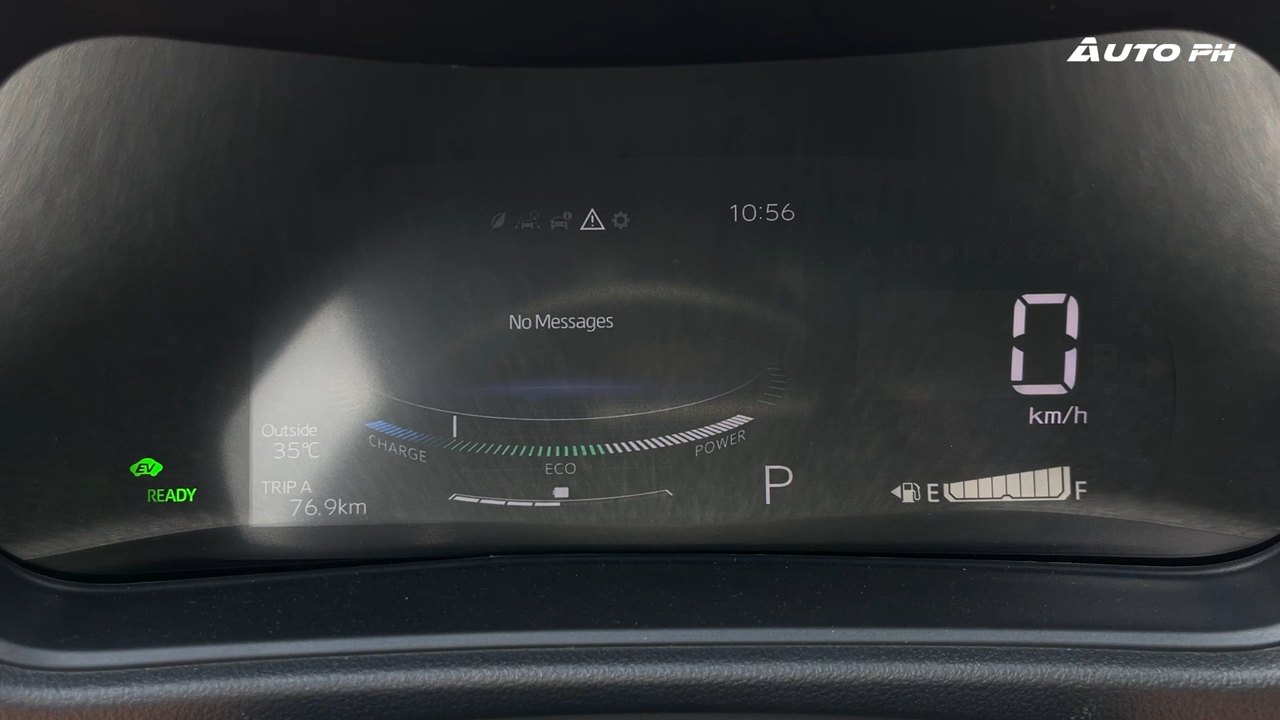 AUTO PH
10:56
No Messages
0
km/h
Outside
35°C
CHARGE
ECO
POWER
EV
READY
TRIP A
76.9km
P
E
F